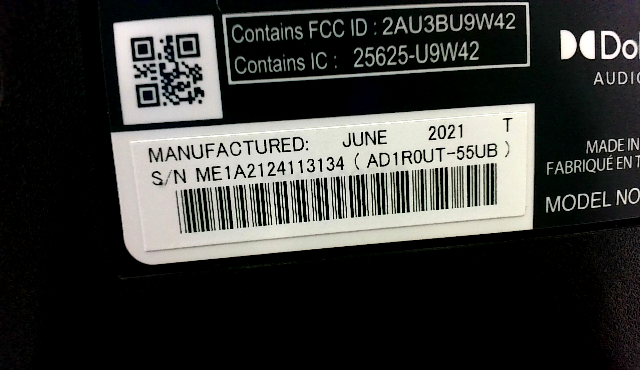 Contains FCC ID : 2AU3BU9W42
Contains IC : 25625-U9W42
AUDIO
MANUFACTURED: JUNE 2021 T
S/N ME1A2124113134 ( AD1R0UT-55UB )
MADE IN
FABRIQUÉ EN
MODEL NO